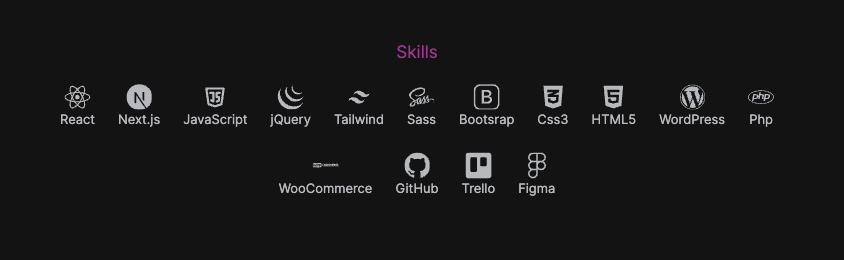 Skills
React Next.js JavaScript jQuery Tailwind Sass Bootsrap Css3 HTML5 WordPress Php
WooCommerce GitHub Trello Figma